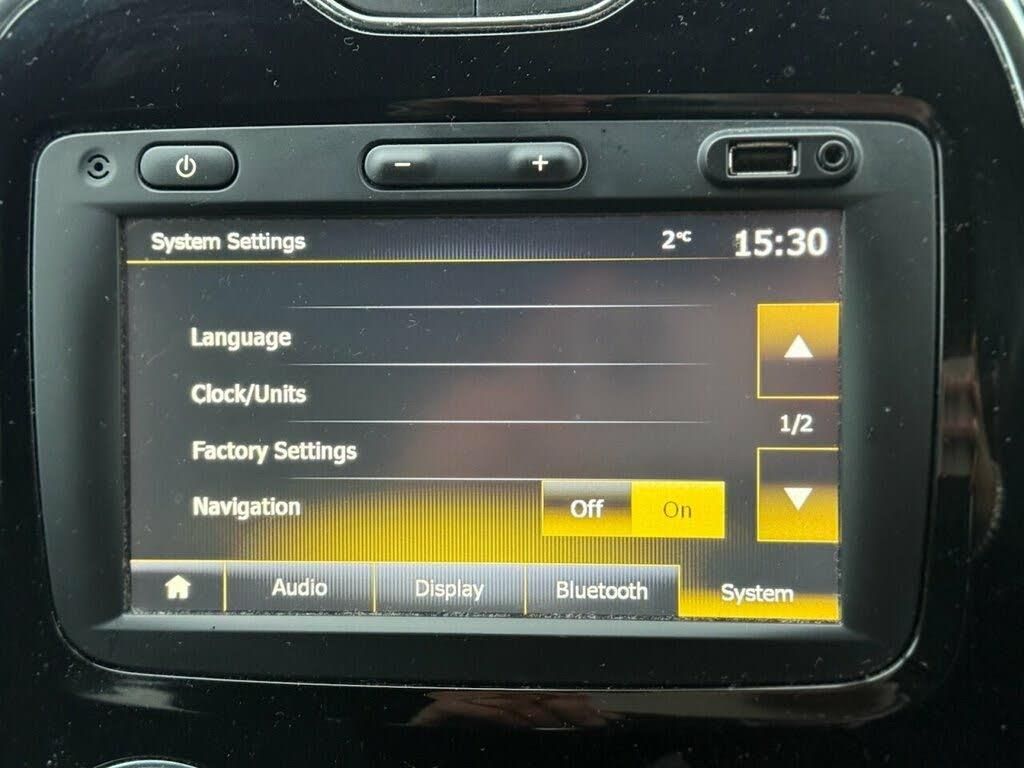 System Settings 2°C 15:30
Language
Clock/Units
1/2
Factory Settings
Navigation Off On
Audio Display Bluetooth System